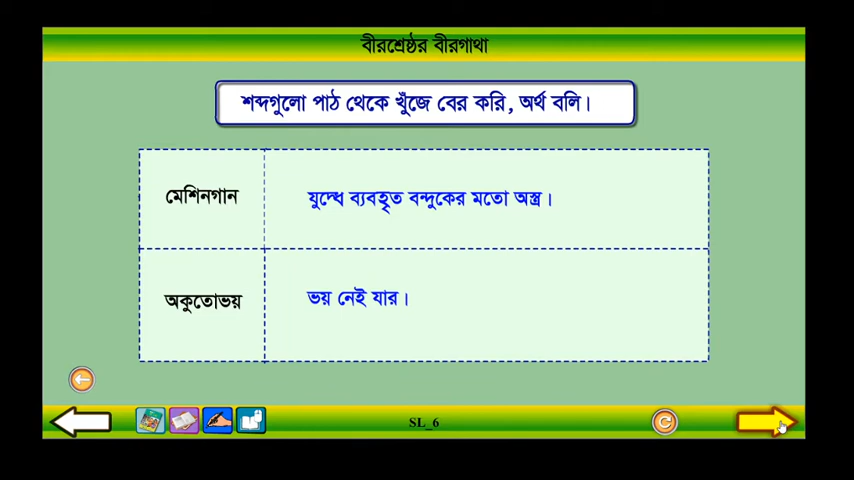 বীরশ্রেষ্ঠর বীরগাথা
শব্দগুলো পাঠ থেকে খুঁজে বের করি, অর্থ বলি।
মেশিনগান
যুদ্ধে ব্যবহৃত বন্দুকের মতো অস্ত্র।
অকুতোভয়
ভয় নেই যার।
SL_6
C